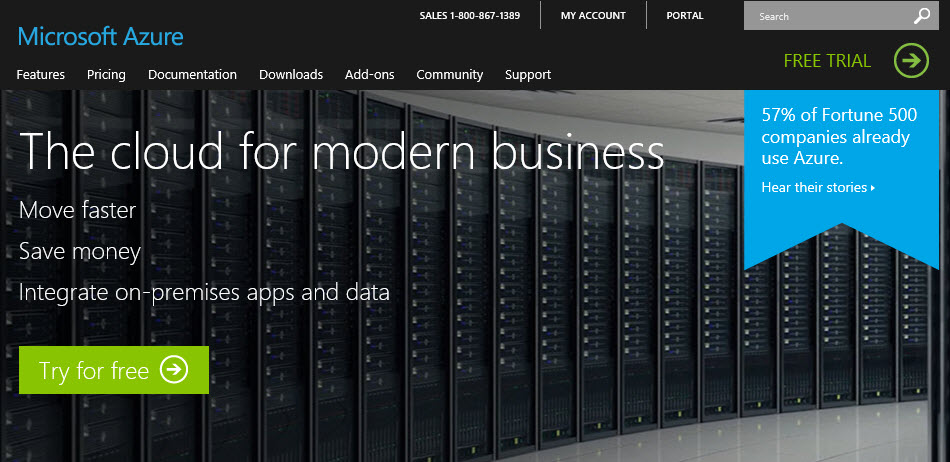 SALES 1-800-867-1389
MY ACCOUNT
PORTAL
Search
Microsoft Azure
FREE TRIAL
Features Pricing Documentation Downloads Add-ons Community Support
The cloud for modern business
Move faster
Save money
Integrate on-premises apps and data
Try for free
57% of Fortune 500
companies already
use Azure.
Hear their stories